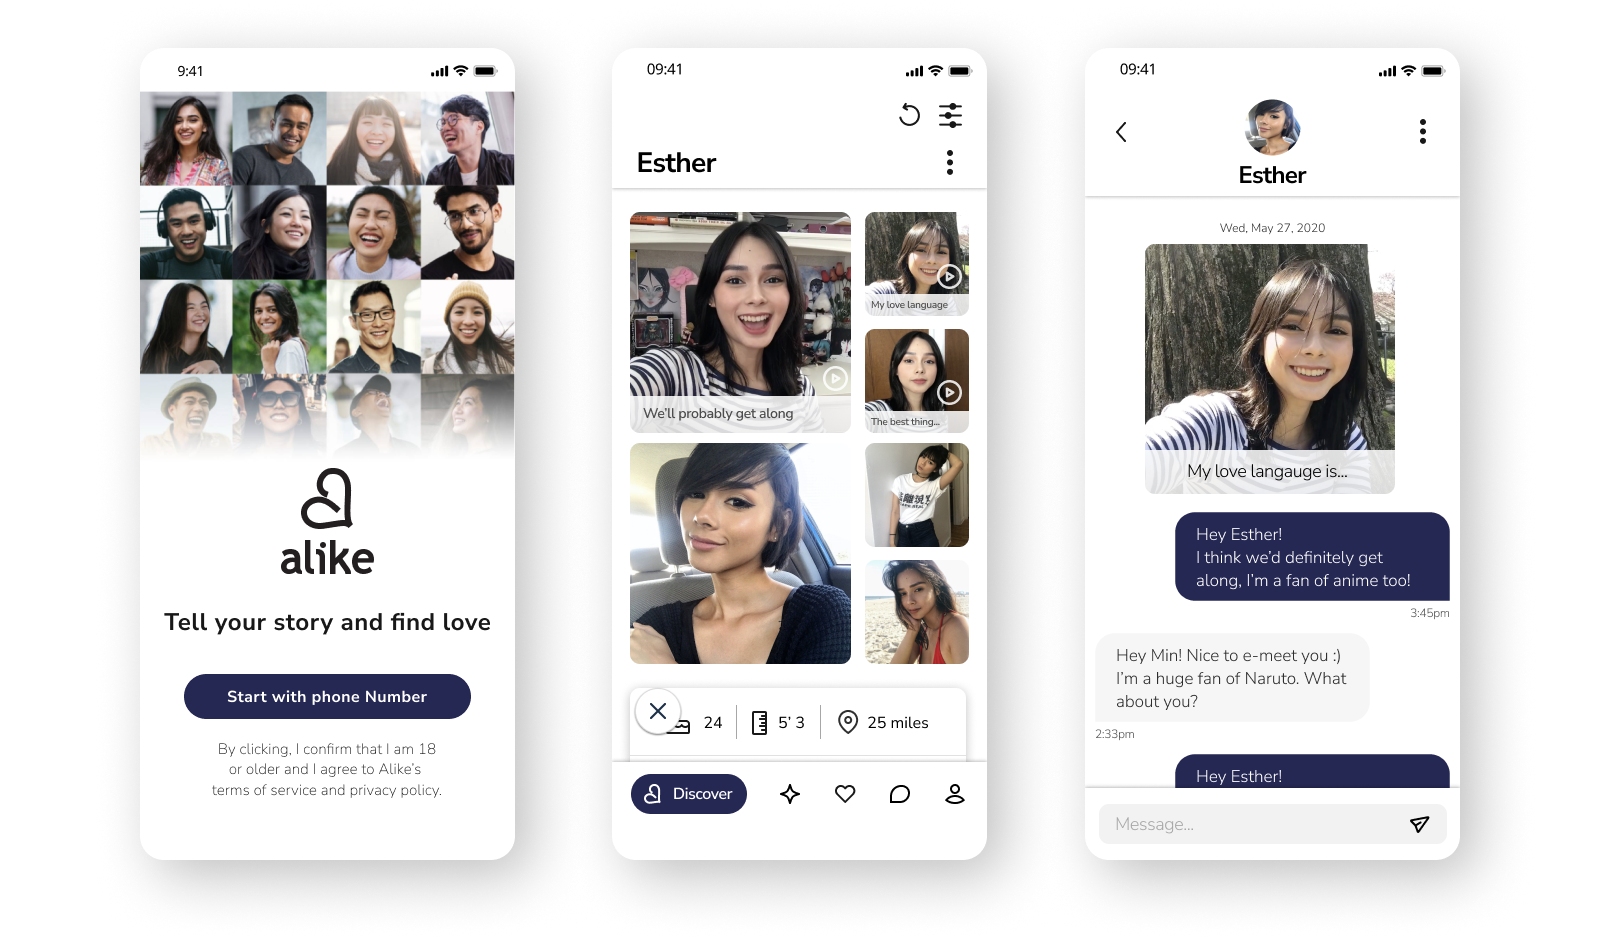 9:41
alike
Tell your story and find love
Start with phone Number
By clicking, I confirm that I am 18
or older and I agree to Alike's
terms of service and privacy policy.
09:41
Esther
We'll probably get along
My love language
The best thing...
24
5' 3
25 miles
Discover
09:41
Esther
Wed, May 27, 2020
My love langauge is...
Hey Esther!
I think we'd definitely get
along, I'm a fan of anime too!
3:45pm
Hey Min! Nice to e-meet you :)
I'm a huge fan of Naruto. What
about you?
2:33pm
Hey Esther!
Message...